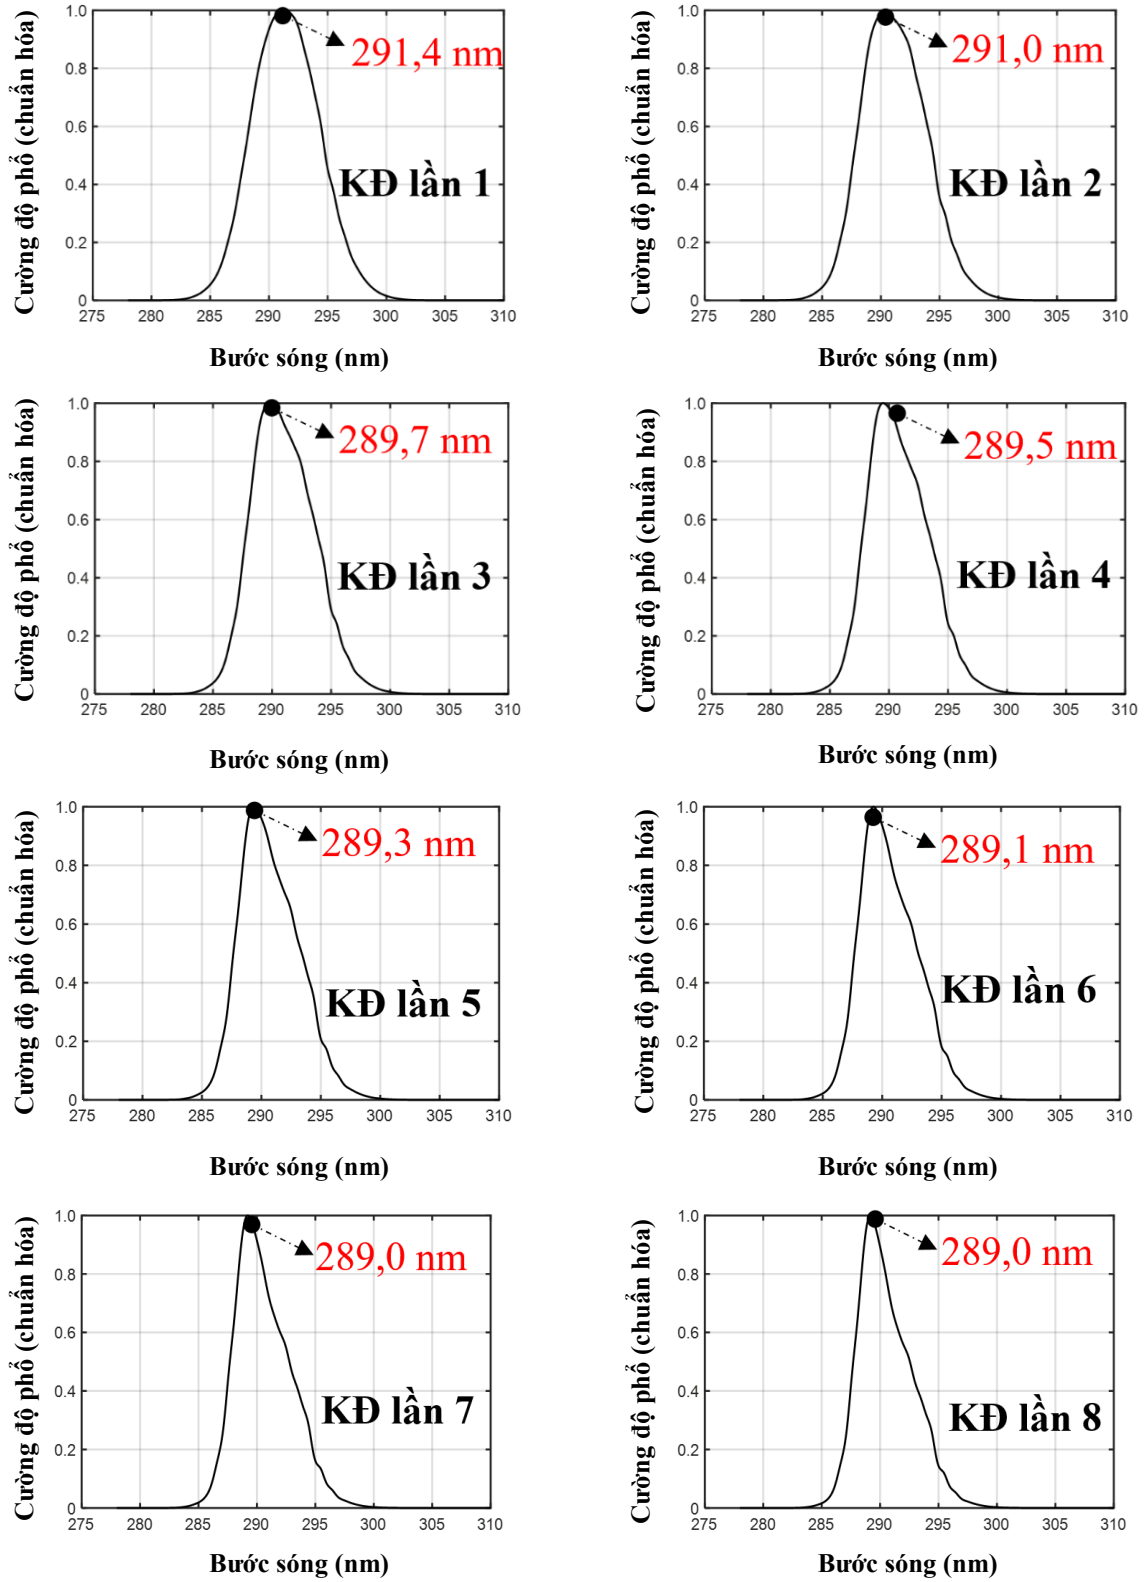 Cường độ phổ (chuẩn hóa)
1.0
0.8
0.6
0.4
0.2
0
275 280 285 290 295 300 305 310
291,4 nm
KĐ lần 1
Bước sóng (nm)
Cường độ phổ (chuẩn hóa)
1.0
0.8
0.6
0.4
0.2
0
275 280 285 290 295 300 305 310
291,0 nm
KĐ lần 2
Bước sóng (nm)
Cường độ phổ (chuẩn hóa)
1.0
0.8
0.6
0.4
0.2
0
275 280 285 290 295 300 305 310
289,7 nm
KĐ lần 3
Bước sóng (nm)
Cường độ phổ (chuẩn hóa)
1.0
0.8
0.6
0.4
0.2
0
275 280 285 290 295 300 305 310
289,5 nm
KĐ lần 4
Bước sóng (nm)
Cường độ phổ (chuẩn hóa)
1.0
0.8
0.6
0.4
0.2
0
275 280 285 290 295 300 305 310
289,3 nm
KĐ lần 5
Bước sóng (nm)
Cường độ phổ (chuẩn hóa)
1.0
0.8
0.6
0.4
0.2
0
275 280 285 290 295 300 305 310
289,1 nm
KĐ lần 6
Bước sóng (nm)
Cường độ phổ (chuẩn hóa)
1.0
0.8
0.6
0.4
0.2
0
275 280 285 290 295 300 305 310
289,0 nm
KĐ lần 7
Bước sóng (nm)
Cường độ phổ (chuẩn hóa)
1.0
0.8
0.6
0.4
0.2
0
275 280 285 290 295 300 305 310
289,0 nm
KĐ lần 8
Bước sóng (nm)